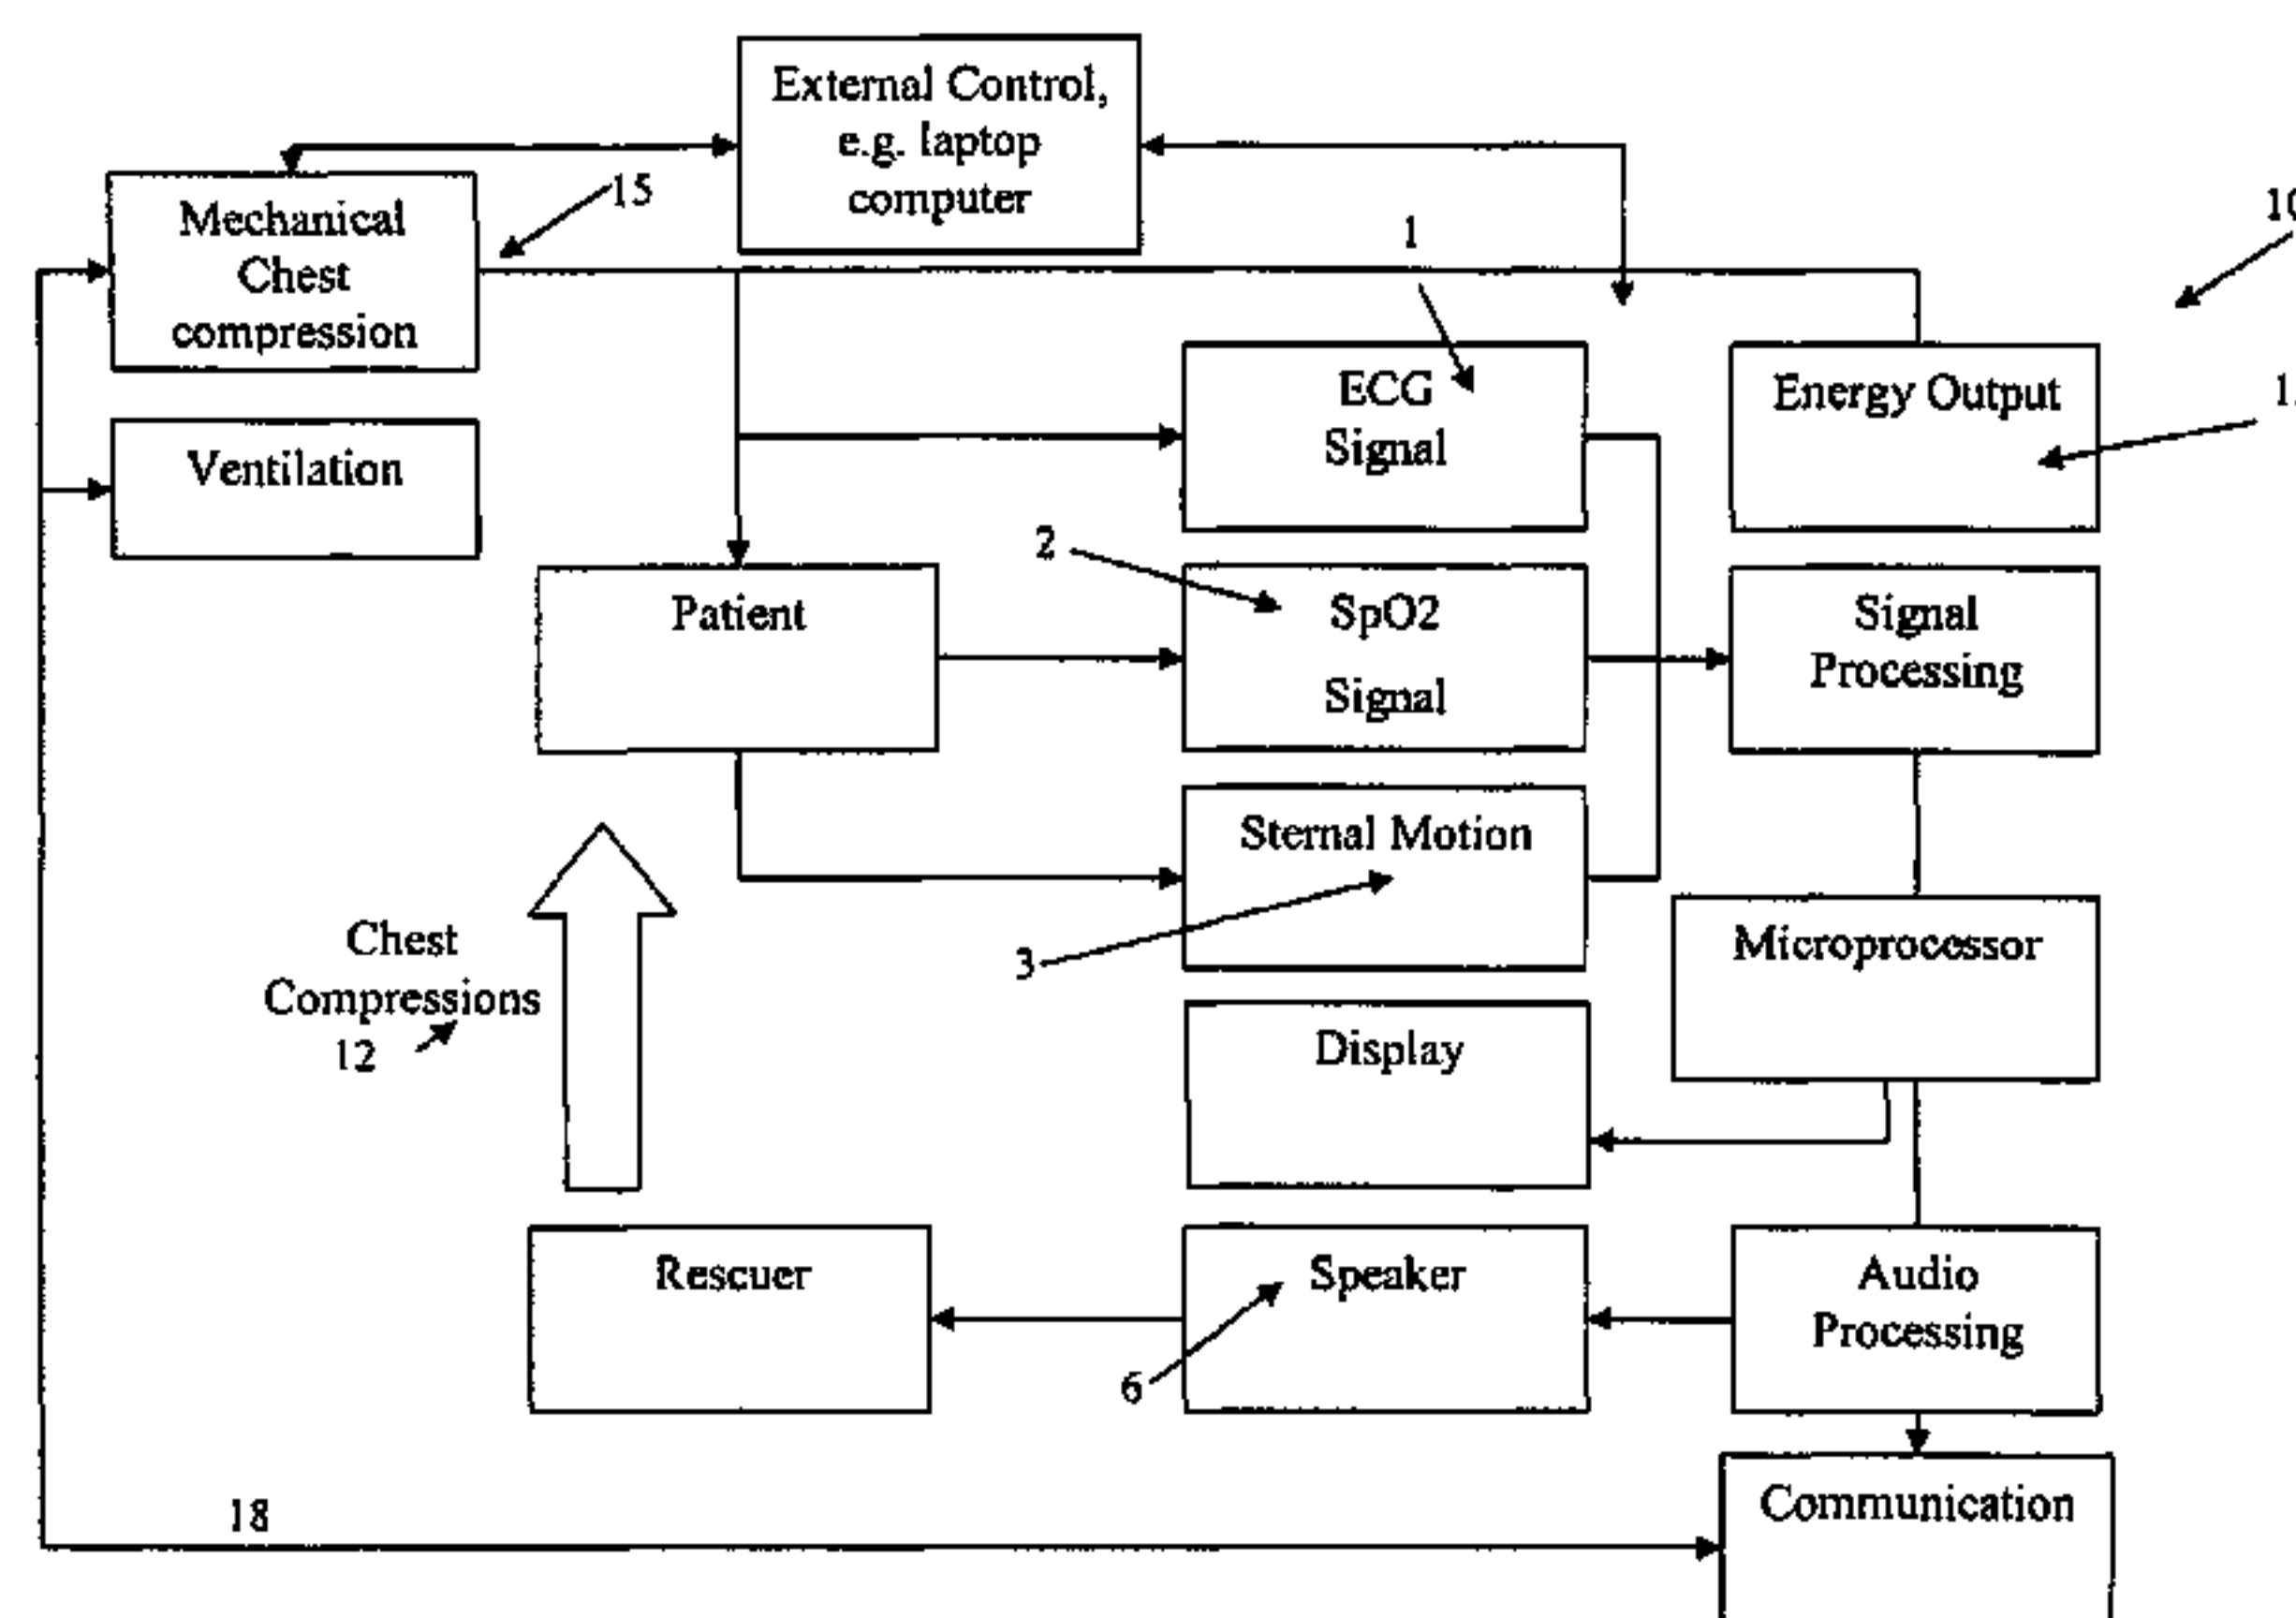 External Control,
e.g. laptop
computer
Mechanical
Chest
compression
15
1
ECG
Signal
Energy Output
Ventilation
2
Patient
SpO2
Signal
Signal
Processing
Sternal Motion
3
Chest
Compressions
12
Microprocessor
Display
Rescuer
Speaker
6
Audio
Processing
18
Communication